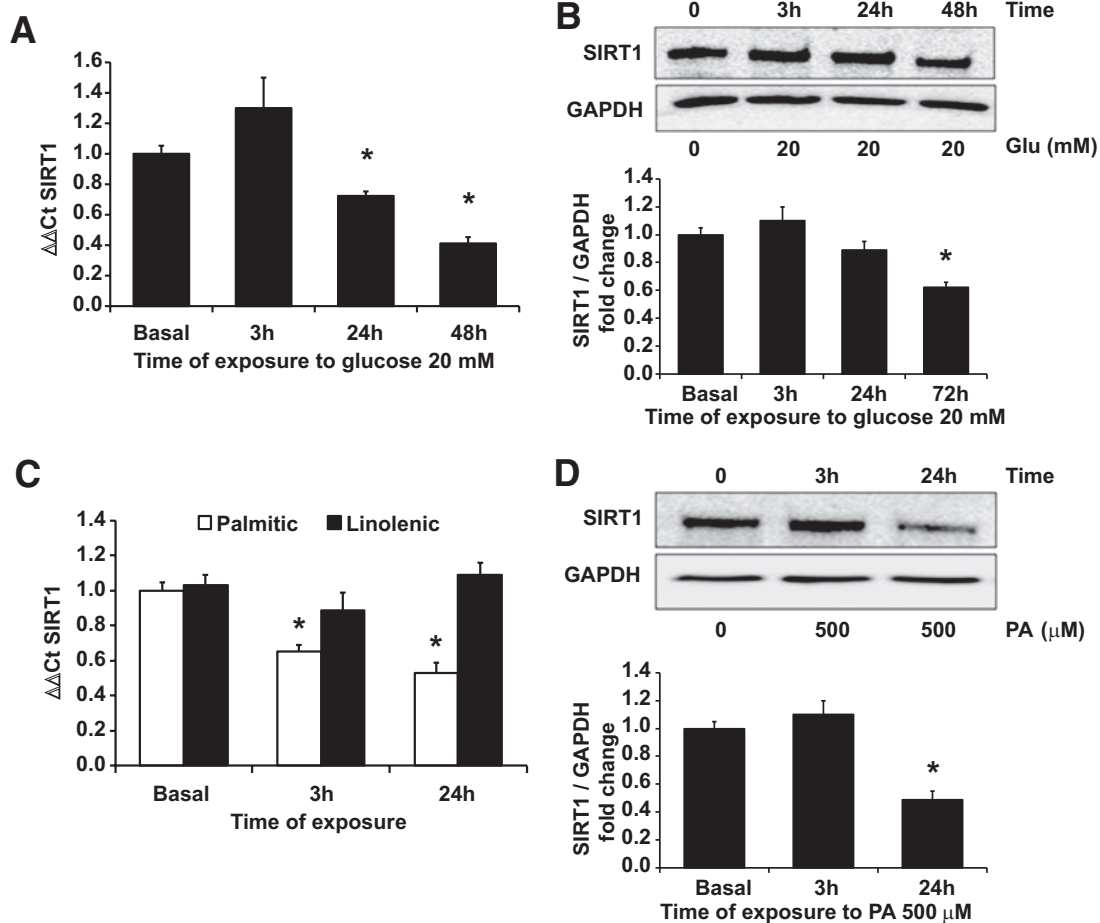 A
1.6
1.4
1.2
1.0
0.8
0.6
0.4
0.2
0.0
ΔΔCt SIRT1
*
*
Basal 3h 24h 48h
Time of exposure to glucose 20 mM
B
0 3h 24h 48h Time
SIRT1
GAPDH
0 20 20 20 Glu (mM)
1.4
1.2
1.0
0.8
0.6
0.4
0.2
0.0
SIRT1 / GAPDH
fold change
*
Basal 3h 24h 72h
Time of exposure to glucose 20 mM
C
1.4
1.2
1.0
0.8
0.6
0.4
0.2
0.0
ΔΔCt SIRT1
Palmitic Linolenic
*
*
Basal 3h 24h
Time of exposure
D
0 3h 24h Time
SIRT1
GAPDH
0 500 500 PA (μM)
1.4
1.2
1.0
0.8
0.6
0.4
0.2
0.0
SIRT1 / GAPDH
fold change
*
Basal 3h 24h
Time of exposure to PA 500 μM